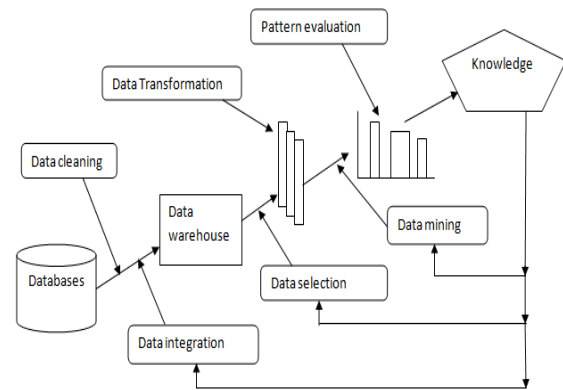 Pattern evaluation
Knowledge
Data Transformation
Data cleaning
Data
warehouse
Data mining
Databases
Data selection
Data integration